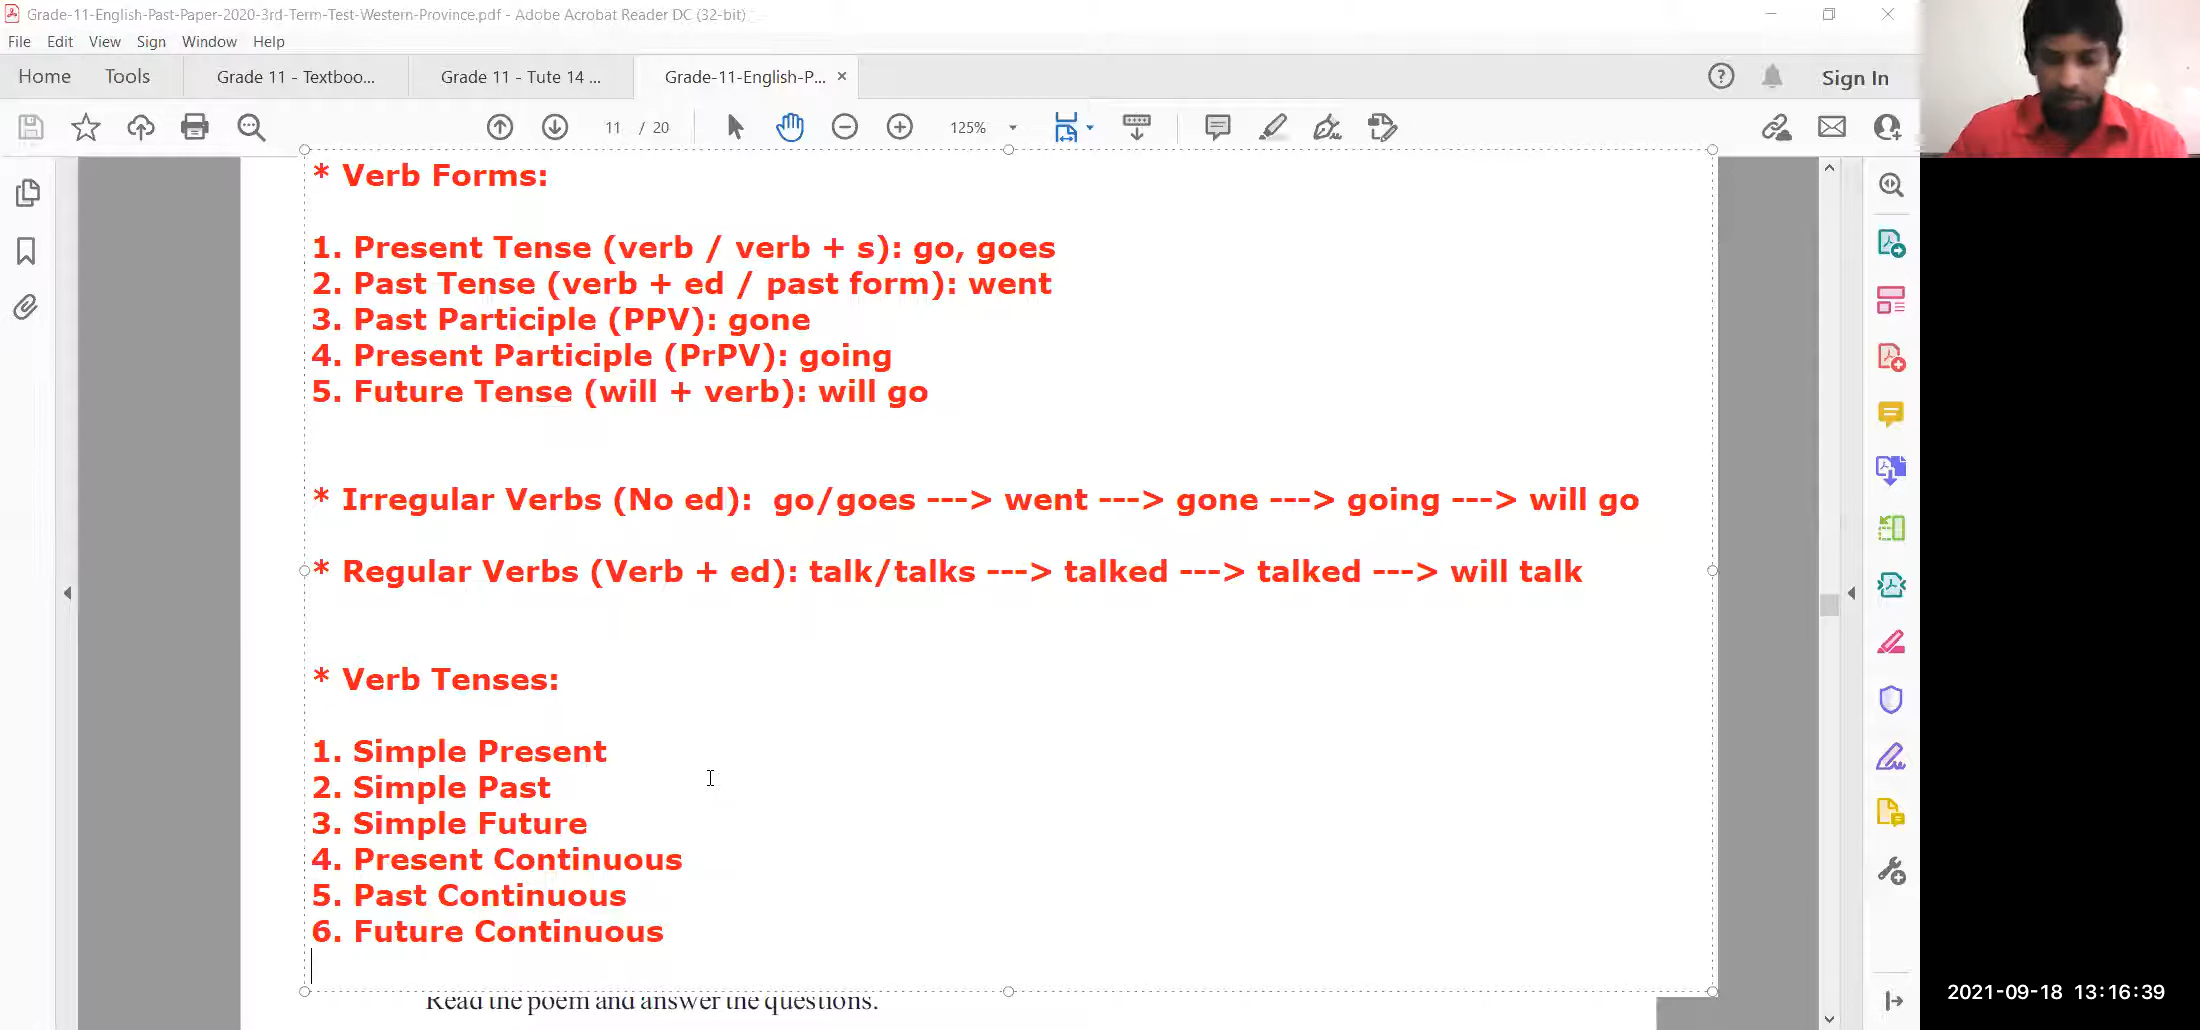 Grade-11-English-Past-Paper-2020-3rd-Term-Test-Western-Province.pdf - Adobe Acrobat Reader DC (32-bit)
File Edit View Sign Window Help
Home Tools Grade 11 - Textboo... Grade 11 - Tute 14 ... Grade-11-English-P... Sign In
11 / 20 125%
* Verb Forms:
1. Present Tense (verb / verb + s): go, goes
2. Past Tense (verb + ed / past form): went
3. Past Participle (PPV): gone
4. Present Participle (PrPV): going
5. Future Tense (will + verb): will go
* Irregular Verbs (No ed): go/goes ---> went ---> gone ---> going ---> will go
* Regular Verbs (Verb + ed): talk/talks ---> talked ---> talked ---> will talk
* Verb Tenses:
1. Simple Present
2. Simple Past
3. Simple Future
4. Present Continuous
5. Past Continuous
6. Future Continuous
Read the poem and answer the questions.
2021-09-18 13:16:39